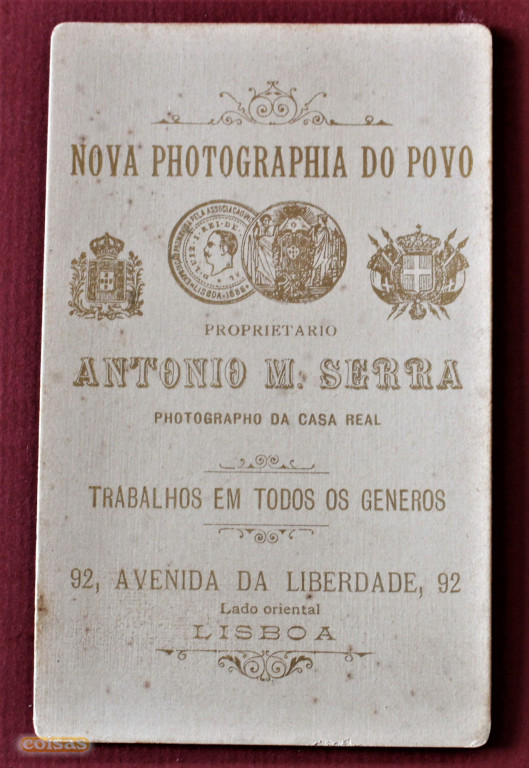 NOVA PHOTOGRAPHIA DO POVO
PROPRIETARIO
ANTONIO M. SERRA
PHOTOGRAPHO DA CASA REAL
TRABALHOS EM TODOS OS GENEROS
92, AVENIDA DA LIBERDADE, 92
Lado oriental
LISBOA
coisas